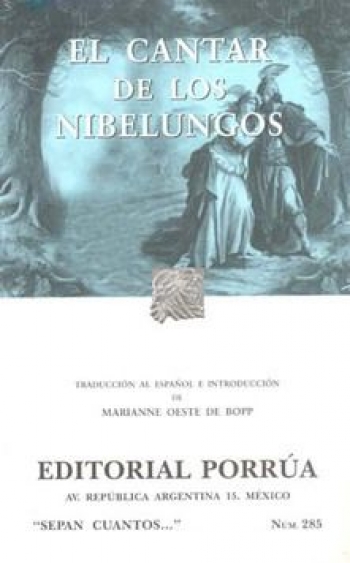 EL CANTAR
DE LOS
NIBELUNGOS
TRADUCCIÓN AL ESPAÑOL E INTRODUCCIÓN
DE
MARIANNE OESTE DE BOPP
EDITORIAL PORRÚA
AV. REPÚBLICA ARGENTINA 15. MÉXICO
"SEPAN CUANTOS..." NUM. 285